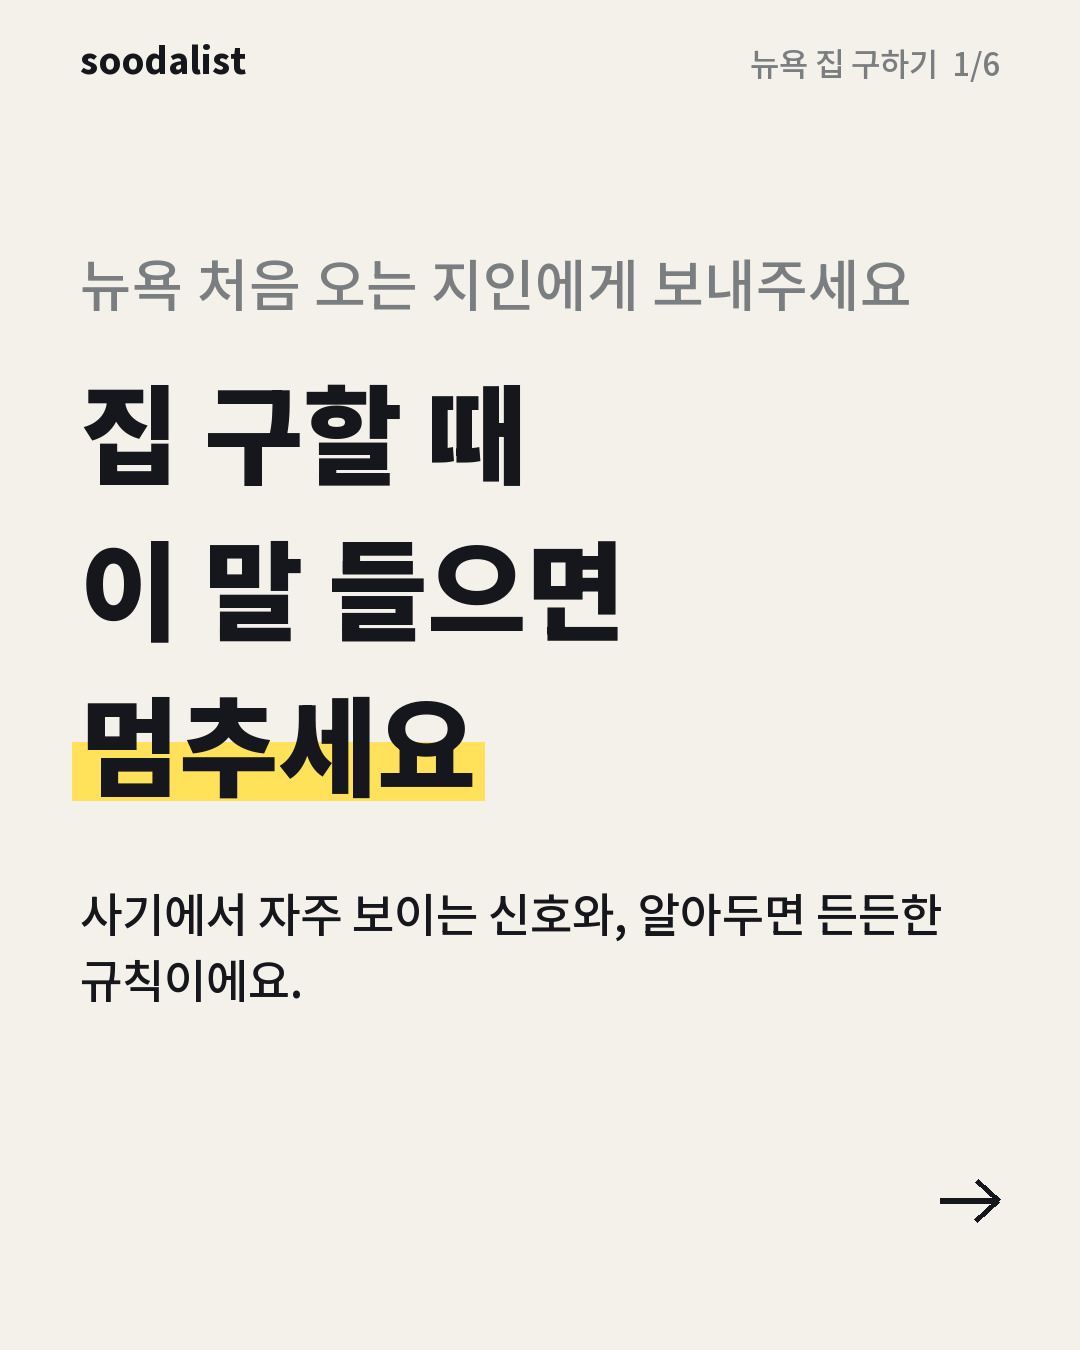 soodalist
뉴욕 집 구하기 1/6
뉴욕 처음 오는 지인에게 보내주세요
집 구할 때
이 말 들으면
멈추세요
사기에서 자주 보이는 신호와, 알아두면 든든한
규칙이에요.